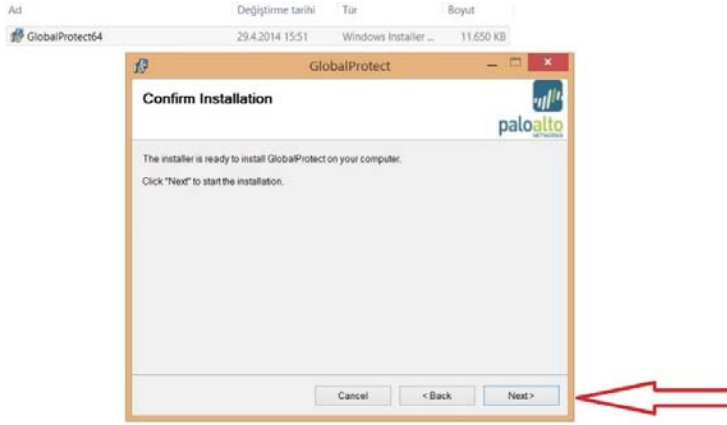 Ad Değiştirme tarihi Tür Boyut
GlobalProtect64 29.4.2014 15:51 Windows Installer ... 11.650 KB
GlobalProtect
Confirm Installation
paloalto
NETWORKS
The installer is ready to install GlobalProtect on your computer.
Click "Next" to start the installation.
Cancel < Back Next >